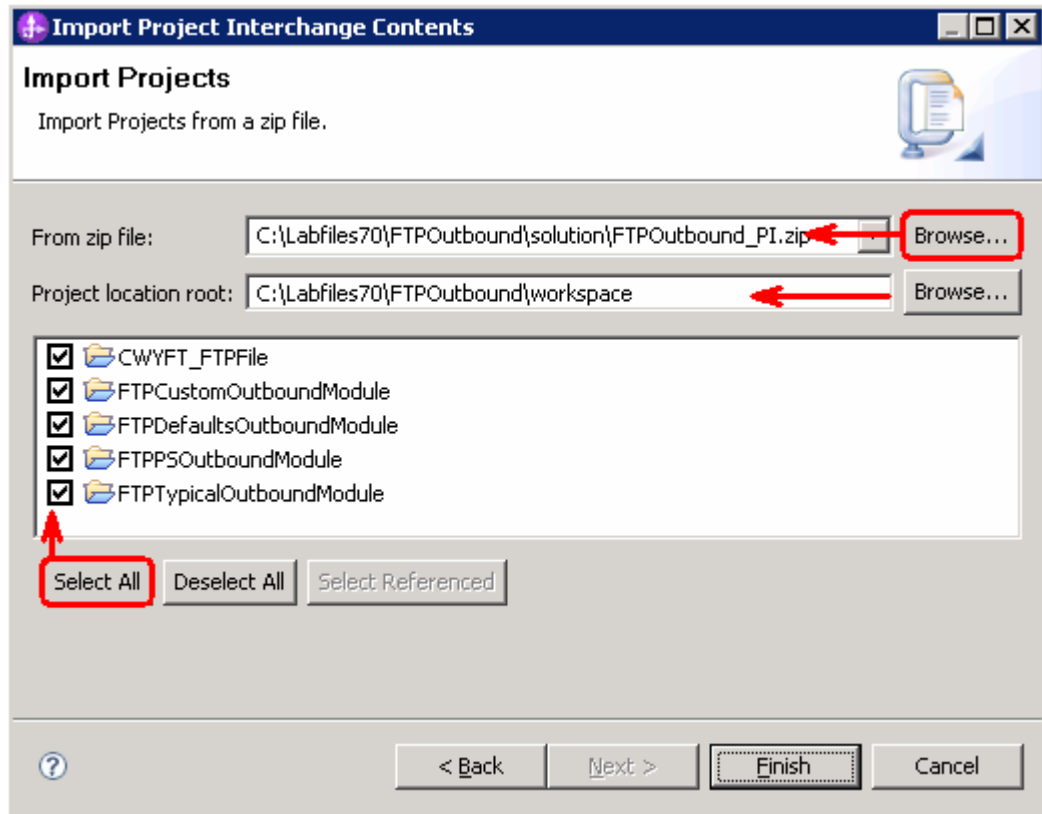 Import Project Interchange Contents
Import Projects
Import Projects from a zip file.
From zip file: C:\Labfiles70\FTPOutbound\solution\FTPOutbound_PI.zip Browse...
Project location root: C:\Labfiles70\FTPOutbound\workspace Browse...
CWYFT_FTPFile
FTPCustomOutboundModule
FTPDefaultsOutboundModule
FTPPSOutboundModule
FTPTypicalOutboundModule
Select All Deselect All Select Referenced
? < Back Next > Finish Cancel